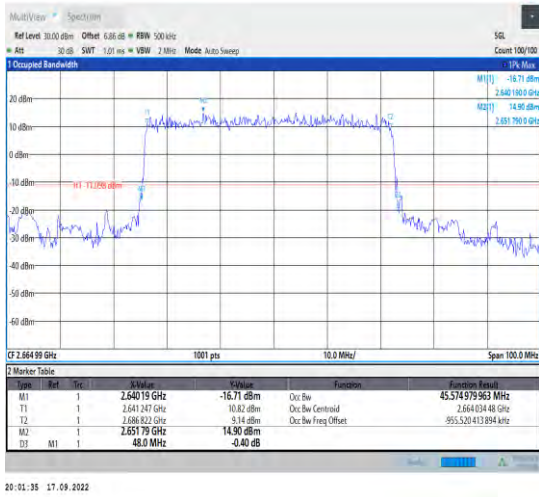 MultiView Spectrum
Ref Level 30.00 dBm Offset 6.86 dB RBW 500 kHz SGL
Att 30 dB SWT 1.01 ms VBW 2 MHz Mode Auto Sweep Count 100/100
1 Occupied Bandwidth 1Pk Max
M1[1] -16.71 dBm
2.640 190 0 GHz
20 dBm
M2[1] 14.90 dBm
2.651 790 0 GHz
T1 M2 T2
10 dBm
0 dBm
-10 dBm
H1 -11.098 dBm
-20 dBm
-30 dBm
-40 dBm
-50 dBm
-60 dBm
CF 2.664 99 GHz 1001 pts 10.0 MHz/ Span 100.0 MHz
2 Marker Table
Type Ref Trc X-Value Y-Value Function Function Result
M1 1 2.640 19 GHz -16.71 dBm Occ Bw 45.574 979 963 MHz
T1 1 2.641 247 GHz 10.82 dBm Occ Bw Centroid 2.664 034 48 GHz
T2 1 2.686 822 GHz 9.14 dBm Occ Bw Freq Offset -955.520 413 894 kHz
M2 1 2.651 79 GHz 14.90 dBm
D3 M1 1 48.0 MHz -0.40 dB
20:01:35 17.09.2022